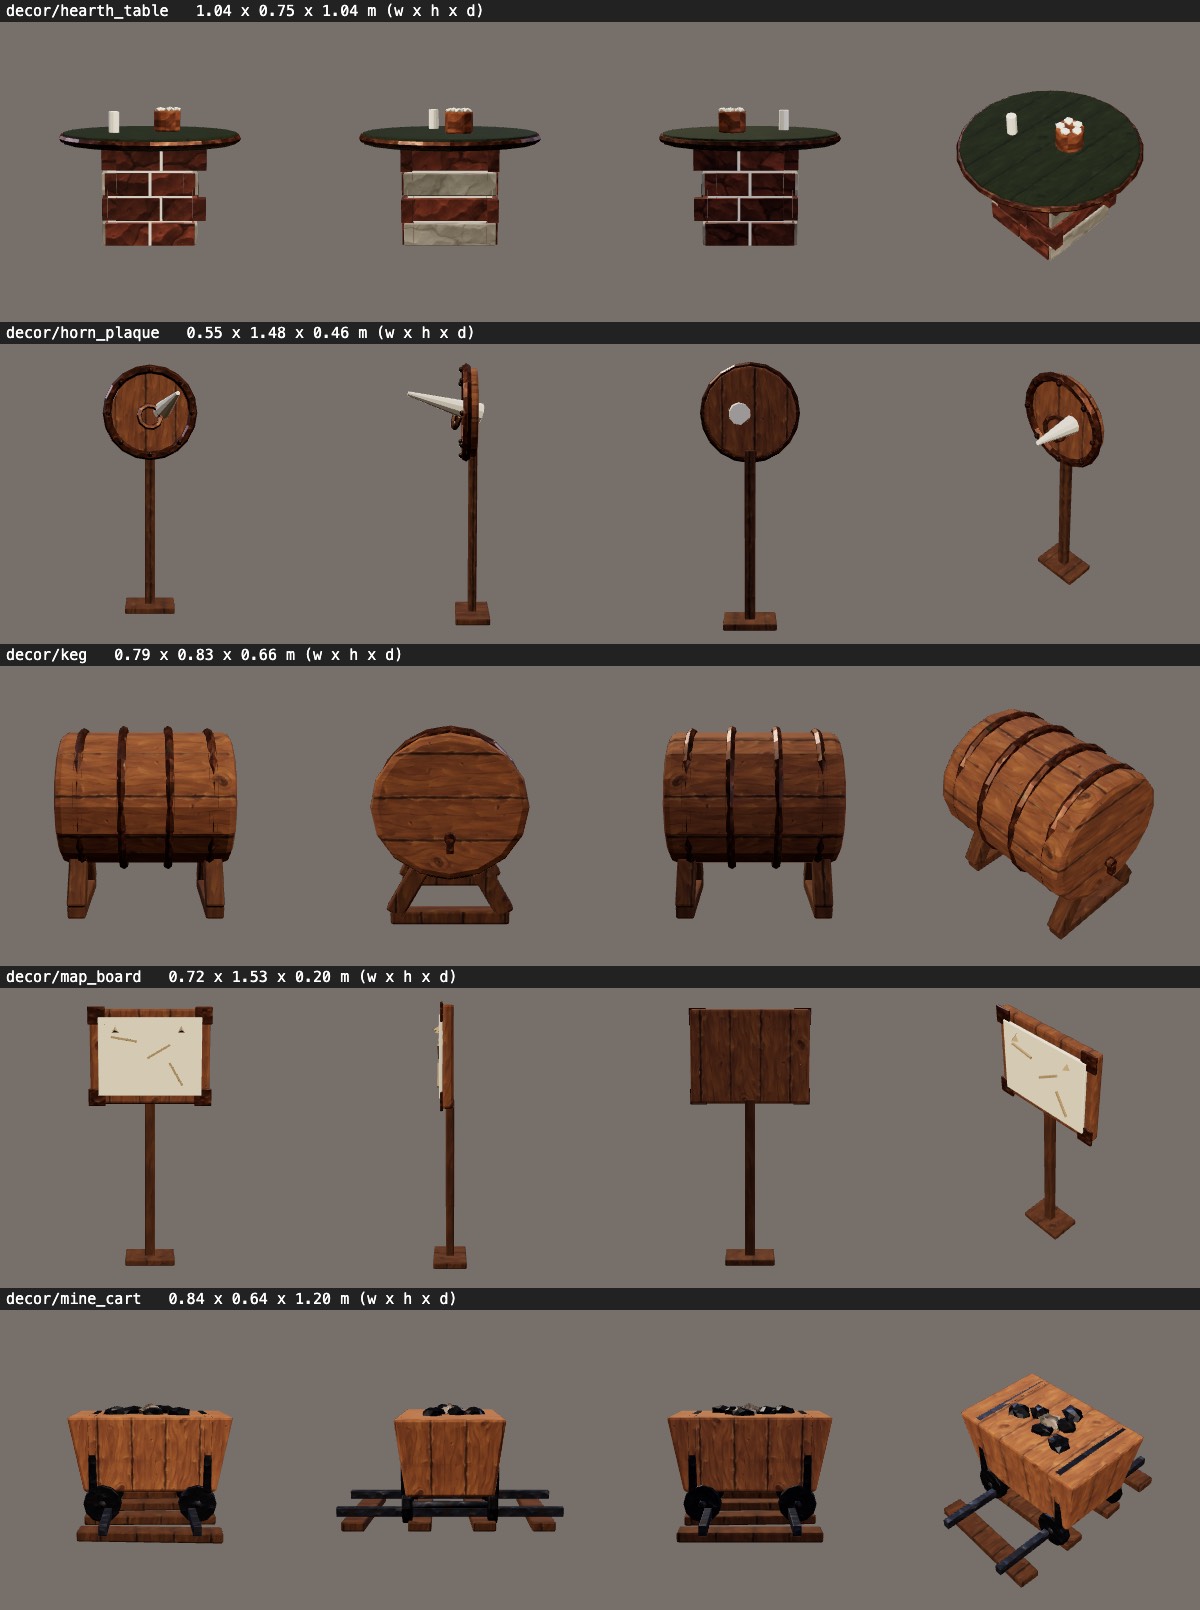 decor/hearth_table 1.04 x 0.75 x 1.04 m (w x h x d)
decor/horn_plaque 0.55 x 1.48 x 0.46 m (w x h x d)
decor/keg 0.79 x 0.83 x 0.66 m (w x h x d)
decor/map_board 0.72 x 1.53 x 0.20 m (w x h x d)
decor/mine_cart 0.84 x 0.64 x 1.20 m (w x h x d)